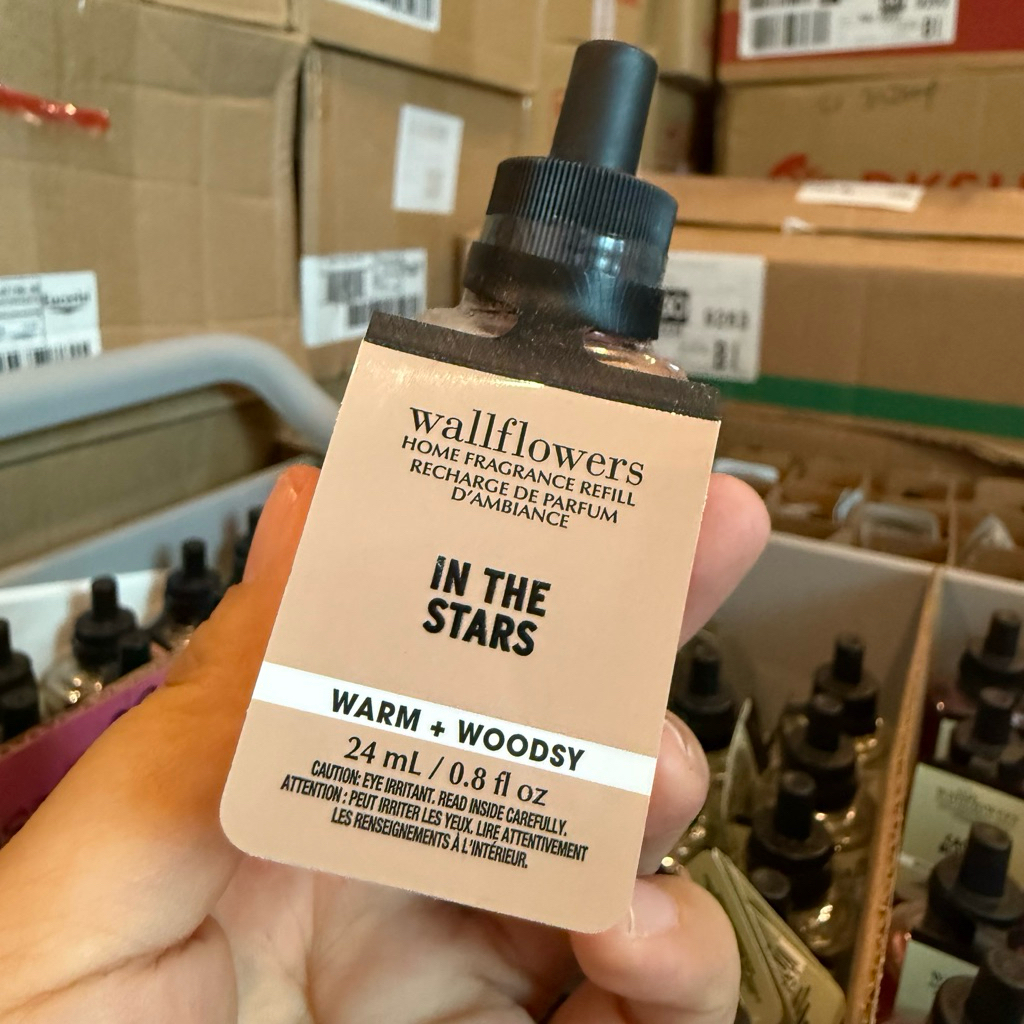 wallflowers
HOME FRAGRANCE REFILL
RECHARGE DE PARFUM
D'AMBIANCE
IN THE
STARS
WARM + WOODSY
24 mL / 0.8 fl oz
CAUTION: EYE IRRITANT. READ INSIDE CAREFULLY.
ATTENTION : PEUT IRRITER LES YEUX. LIRE ATTENTIVEMENT
LES RENSEIGNEMENTS À L'INTÉRIEUR.